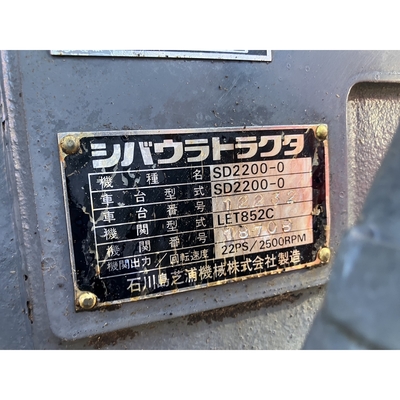 シバウラトラクタ
機種名 SD2200-0
車台型式 SD2200-0
車台番号
機関型式 LET852C
機関番号
機関出力/回転速度 22PS/2500RPM
石川島芝浦機械株式会社製造